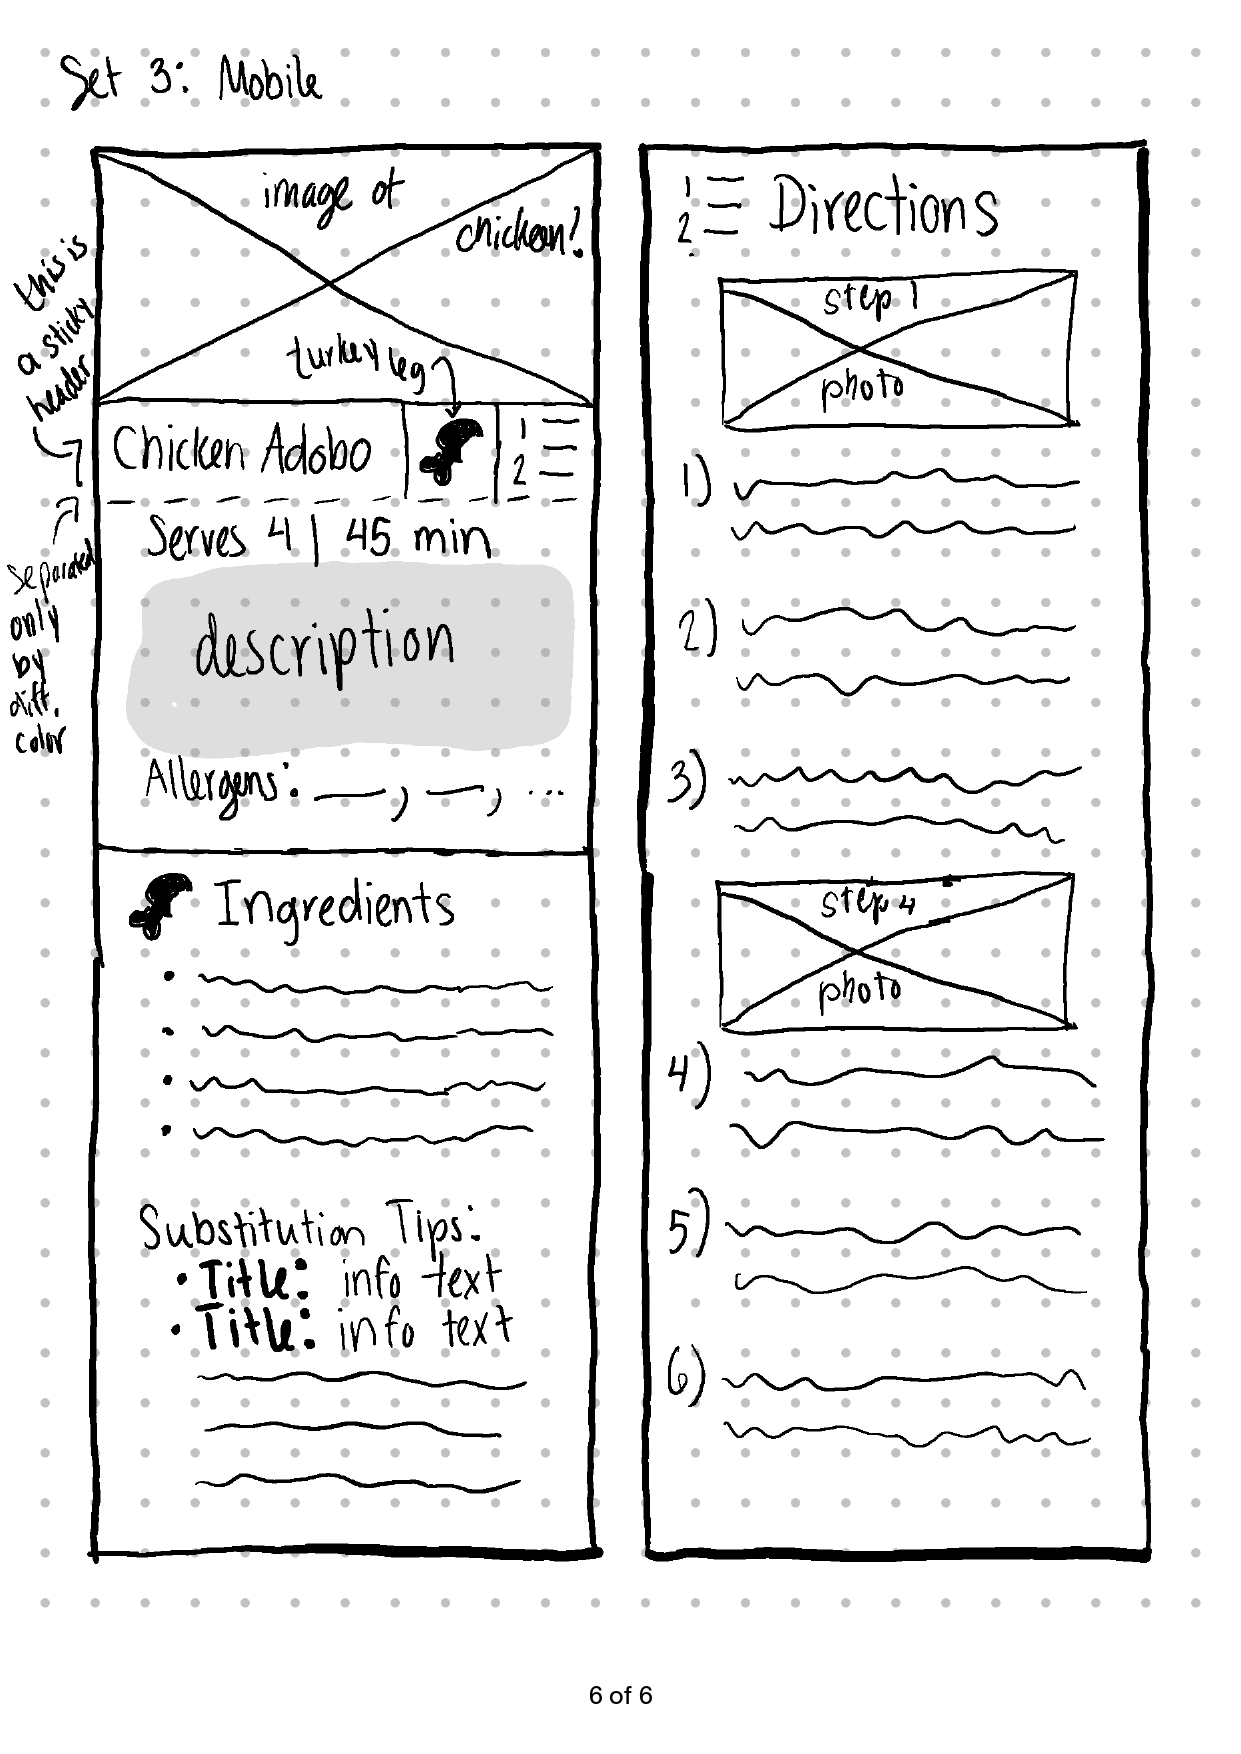 Set 3: Mobile
image of
chicken!
turkey leg
this is
a sticky
header
Chicken Adobo
1
2
separated
only
by
diff.
color
Serves 4 | 45 min
description
Allergens: __, __, ...
Ingredients
Substitution Tips:
• Title: info text
• Title: info text
1
2
Directions
step 1
photo
1)
2)
3)
step 4
photo
4)
5)
6)
6 of 6